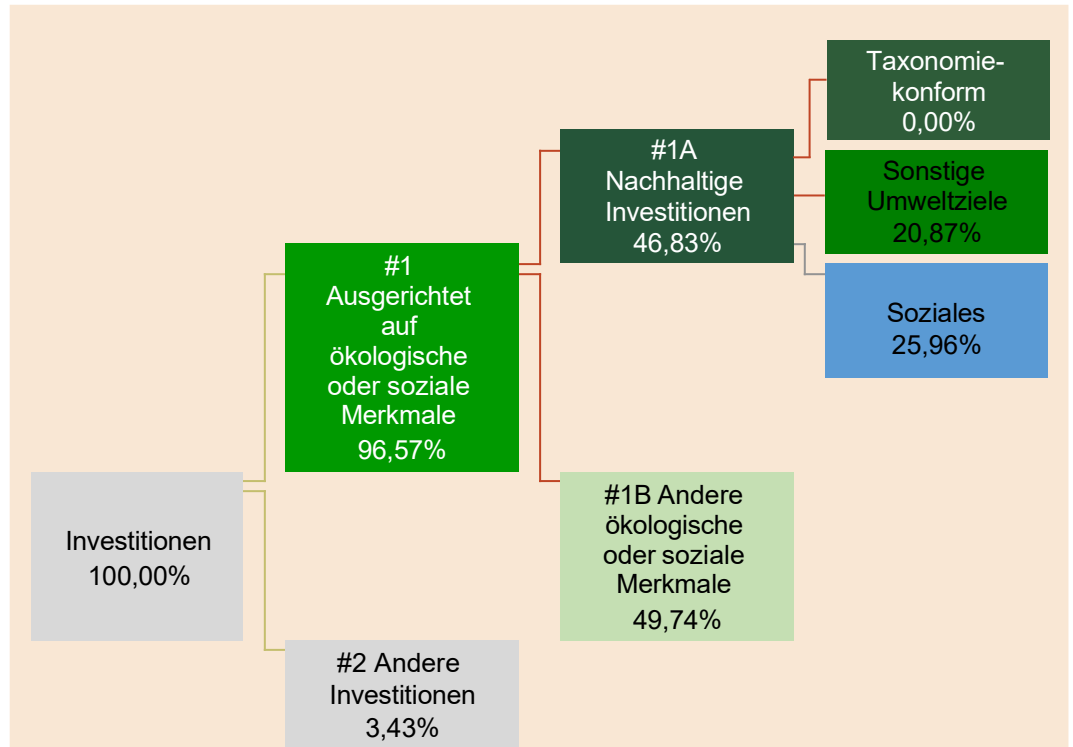 Taxonomie-
konform
0,00%
#1A
Nachhaltige
Investitionen
46,83%
Sonstige
Umweltziele
20,87%
#1
Ausgerichtet
auf
ökologische
oder soziale
Merkmale
96,57%
Soziales
25,96%
#1B Andere
ökologische
oder soziale
Merkmale
49,74%
Investitionen
100,00%
#2 Andere
Investitionen
3,43%